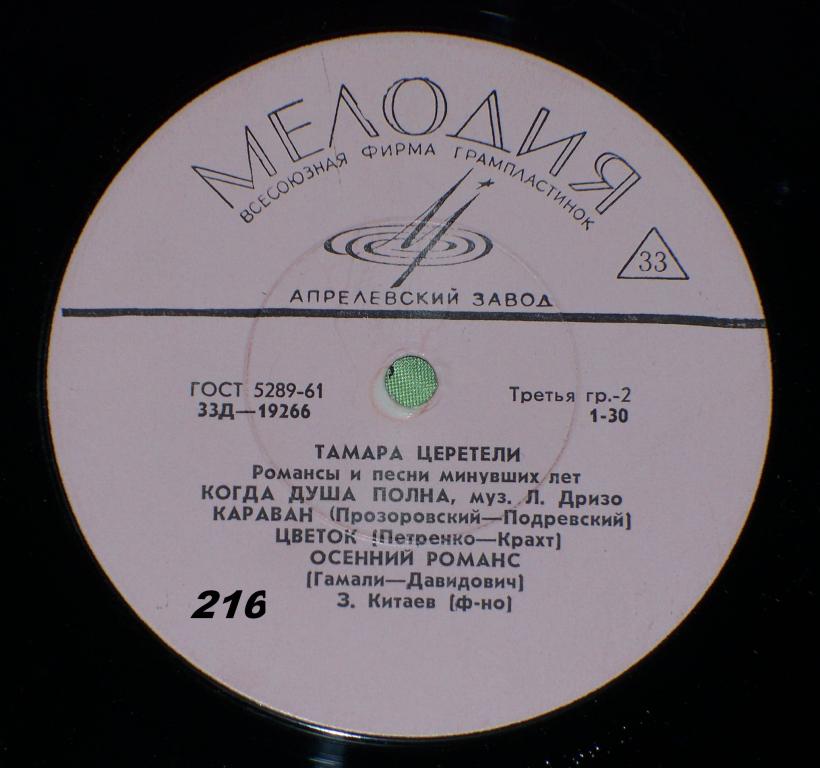 МЕЛОДИЯ
ВСЕСОЮЗНАЯ ФИРМА ГРАМПЛАСТИНОК
33
АПРЕЛЕВСКИЙ ЗАВОД
ГОСТ 5289-61
33Д—19266
Третья гр.-2
1-30
ТАМАРА ЦЕРЕТЕЛИ
Романсы и песни минувших лет
КОГДА ДУША ПОЛНА, муз. Л. Дризо
КАРАВАН (Прозоровский—Подревский)
ЦВЕТОК (Петренко—Крахт)
ОСЕННИЙ РОМАНС
(Гамали—Давидович)
З. Китаев (ф-но)
216